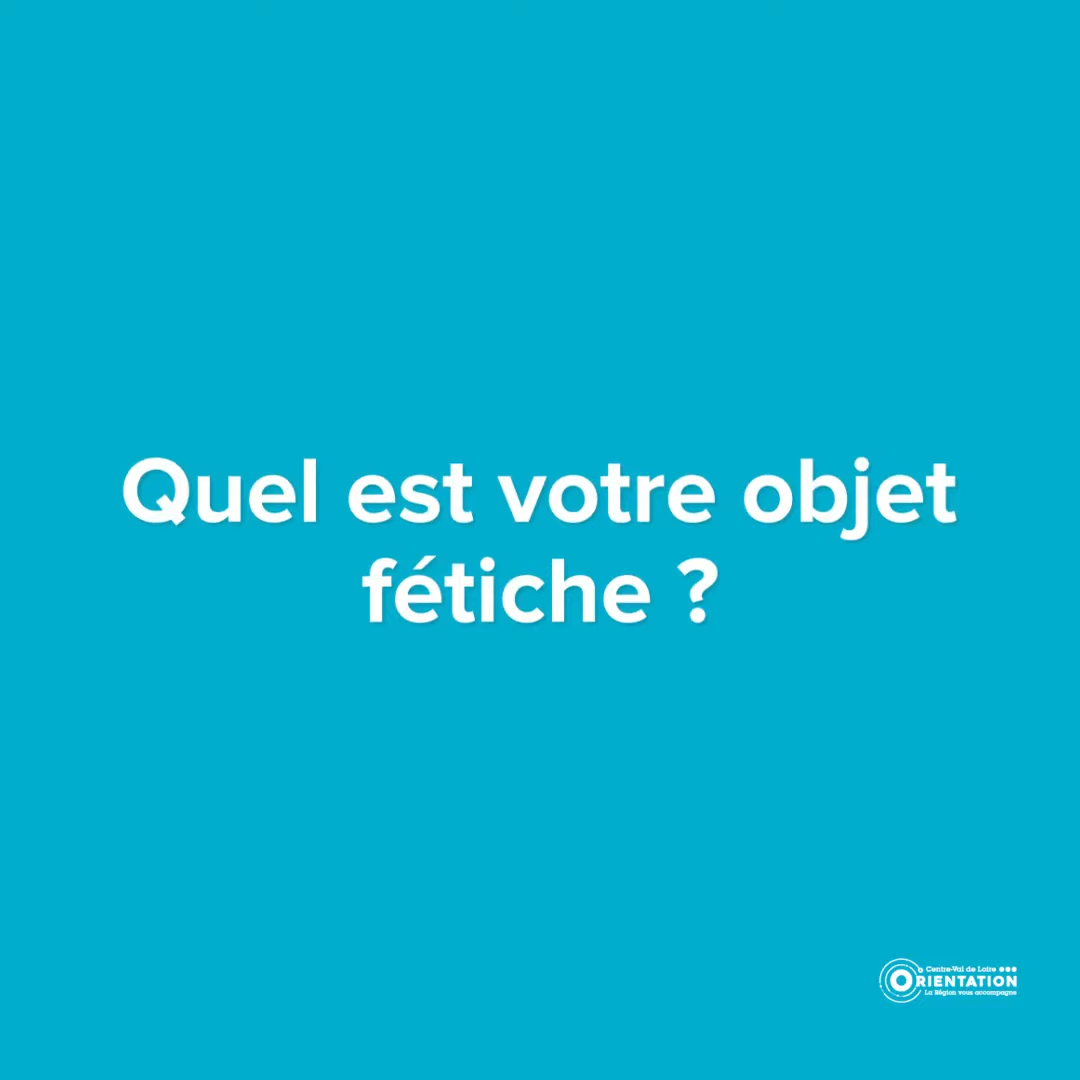 Quel est votre objet
fétiche ?
Centre-Val de Loire
ORIENTATION
La Région vous accompagne